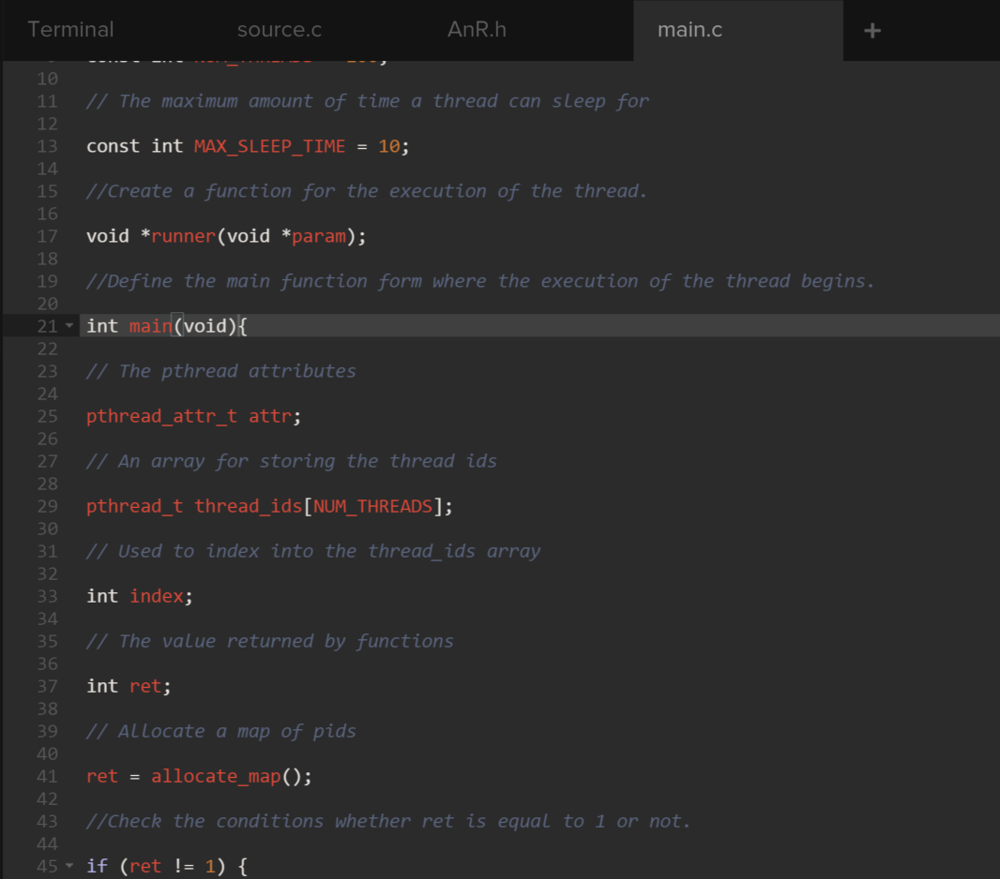 Terminal source.c AnR.h main.c +
10
11 // The maximum amount of time a thread can sleep for
12
13 const int MAX_SLEEP_TIME = 10;
14
15 //Create a function for the execution of the thread.
16
17 void *runner(void *param);
18
19 //Define the main function form where the execution of the thread begins.
20
21 int main(void){
22
23 // The pthread attributes
24
25 pthread_attr_t attr;
26
27 // An array for storing the thread ids
28
29 pthread_t thread_ids[NUM_THREADS];
30
31 // Used to index into the thread_ids array
32
33 int index;
34
35 // The value returned by functions
36
37 int ret;
38
39 // Allocate a map of pids
40
41 ret = allocate_map();
42
43 //Check the conditions whether ret is equal to 1 or not.
44
45 if (ret != 1) {